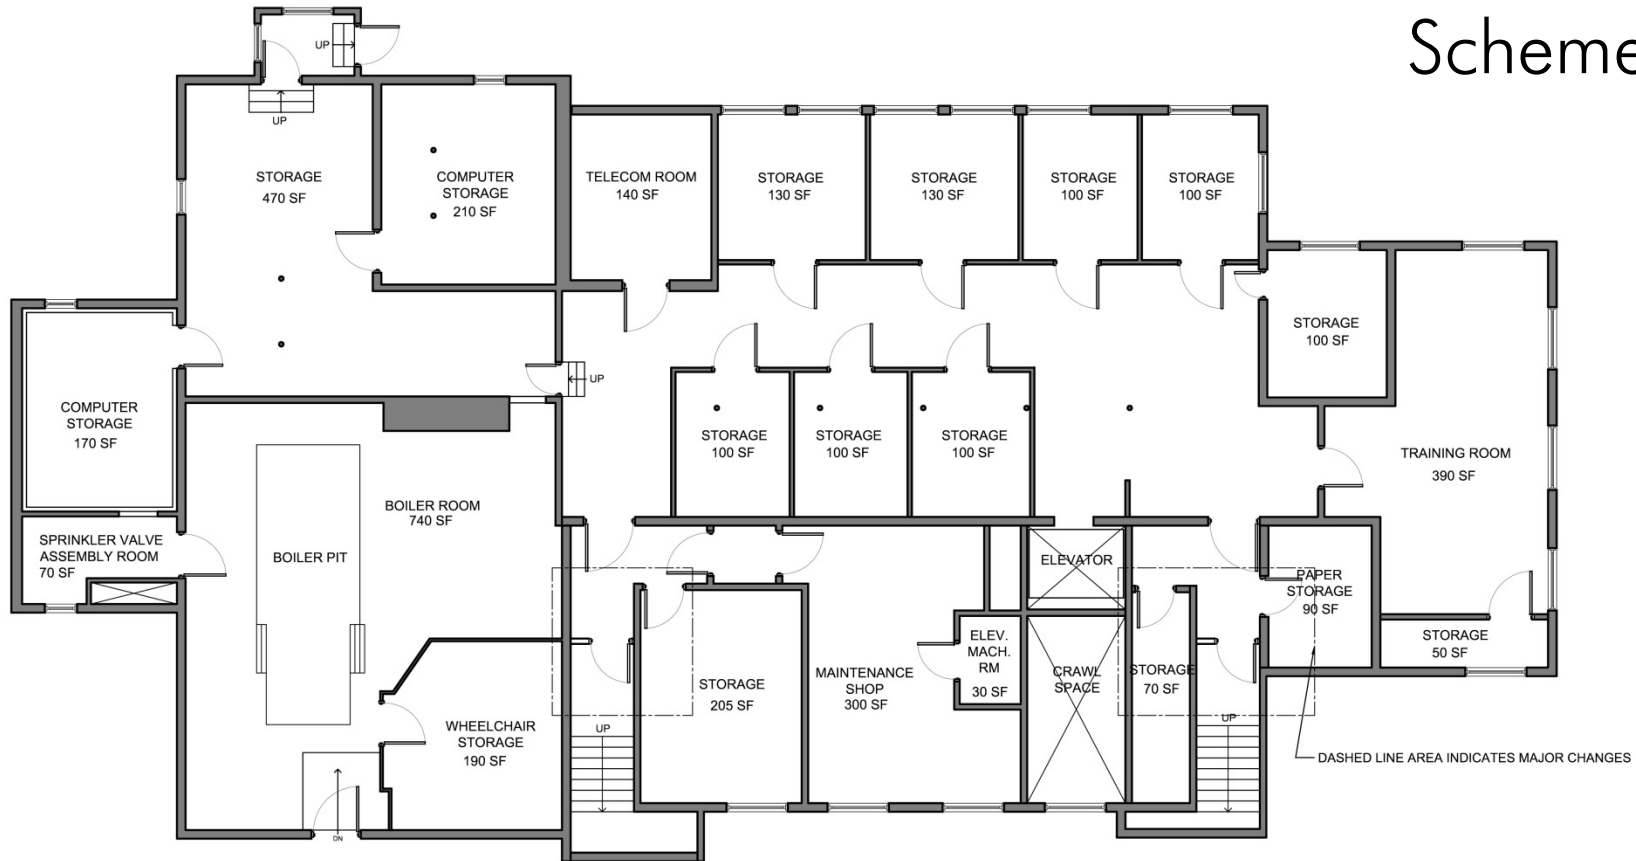 Scheme
UP
UP
STORAGE
470 SF
COMPUTER
STORAGE
210 SF
TELECOM ROOM
140 SF
STORAGE
130 SF
STORAGE
130 SF
STORAGE
100 SF
STORAGE
100 SF
STORAGE
100 SF
UP
COMPUTER
STORAGE
170 SF
STORAGE
100 SF
STORAGE
100 SF
STORAGE
100 SF
TRAINING ROOM
390 SF
BOILER ROOM
740 SF
SPRINKLER VALVE
ASSEMBLY ROOM
70 SF
BOILER PIT
ELEVATOR
PAPER
STORAGE
90 SF
STORAGE
50 SF
ELEV.
MACH.
RM
30 SF
MAINTENANCE
SHOP
300 SF
CRAWL
SPACE
STORAGE
70 SF
STORAGE
205 SF
WHEELCHAIR
STORAGE
190 SF
UP
UP
DASHED LINE AREA INDICATES MAJOR CHANGES
DN